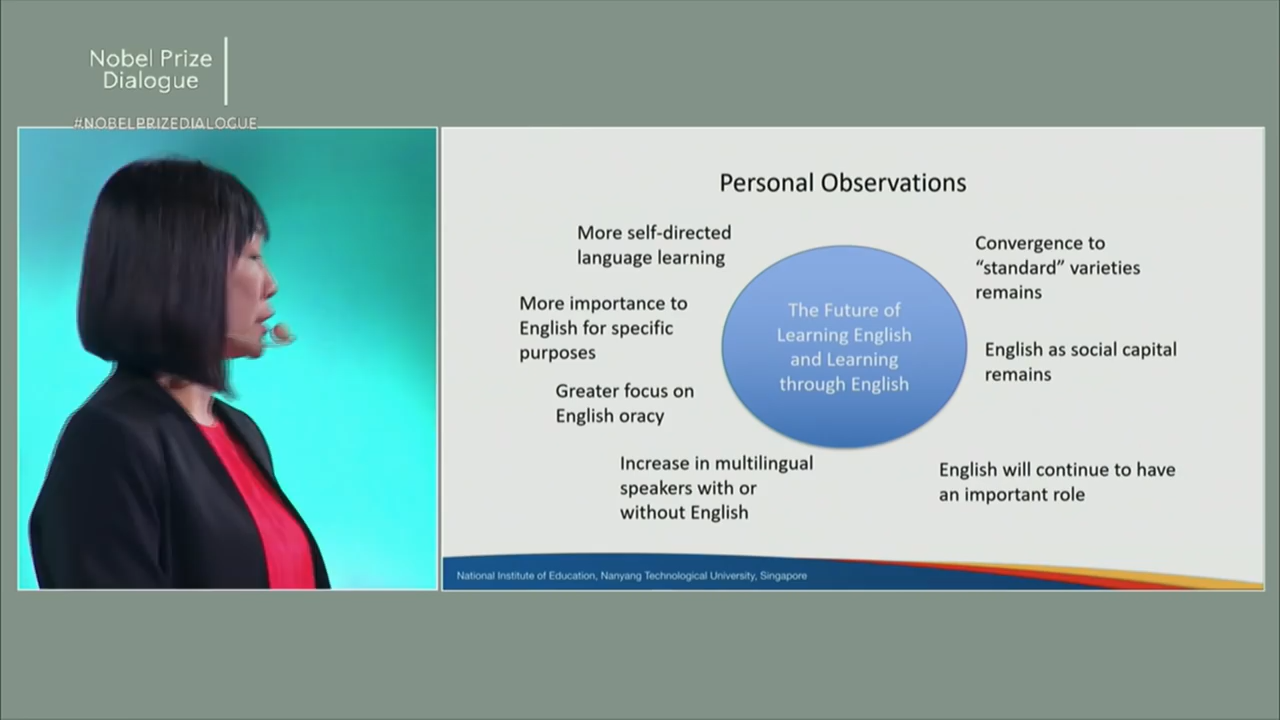 Nobel Prize
Dialogue
#NOBELPRIZEDIALOGUE
Personal Observations
More self-directed
language learning
More importance to
English for specific
purposes
Greater focus on
English oracy
Increase in multilingual
speakers with or
without English
The Future of
Learning English
and Learning
through English
Convergence to
“standard” varieties
remains
English as social capital
remains
English will continue to have
an important role
National Institute of Education, Nanyang Technological University, Singapore